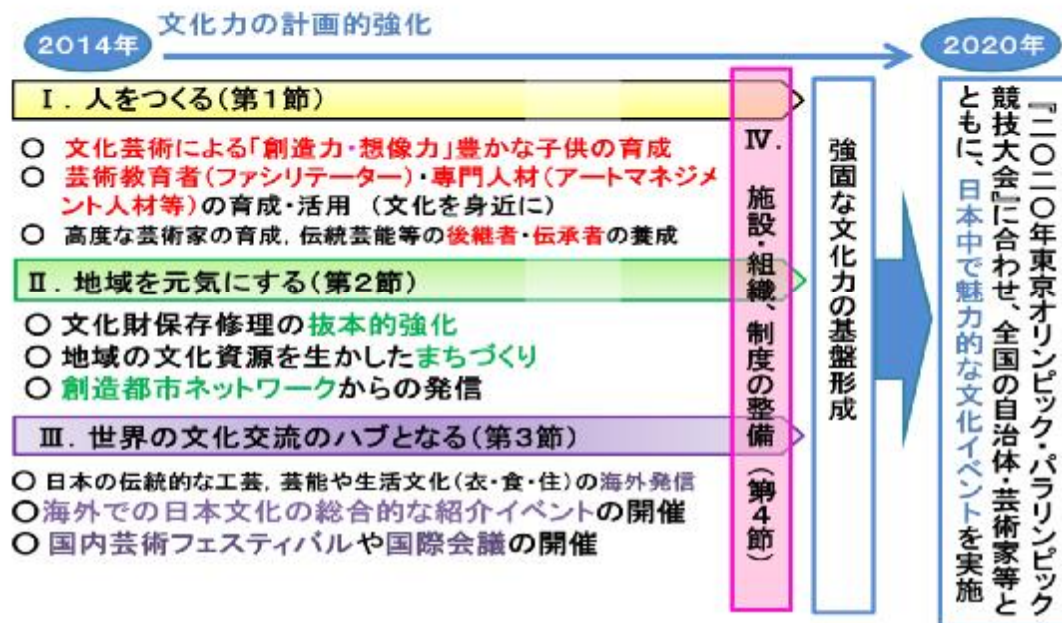 文化力の計画的強化
2014年
2020年
Ⅰ．人をつくる（第1節）
○ 文化芸術による「創造力・想像力」豊かな子供の育成
○ 芸術教育者（ファシリテーター）・専門人材（アートマネジメ
ント人材等）の育成・活用 （文化を身近に）
○ 高度な芸術家の育成，伝統芸能等の後継者・伝承者の養成
Ⅱ．地域を元気にする（第2節）
○ 文化財保存修理の抜本的強化
○ 地域の文化資源を生かしたまちづくり
○ 創造都市ネットワークからの発信
Ⅲ．世界の文化交流のハブとなる（第3節）
○ 日本の伝統的な工芸，芸能や生活文化（衣・食・住）の海外発信
○海外での日本文化の総合的な紹介イベントの開催
○ 国内芸術フェスティバルや国際会議の開催
Ⅳ．施設・組織、制度の整備（第4節）
強固な文化力の基盤形成
『二〇二〇年東京オリンピック・パラリンピック
競技大会』に合わせ、全国の自治体・芸術家等と
ともに、日本中で魅力的な文化イベントを実施